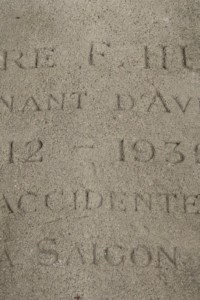 RE F. HU
NANT D'AV
12 - 193
ACCIDENTE
A SAIGON